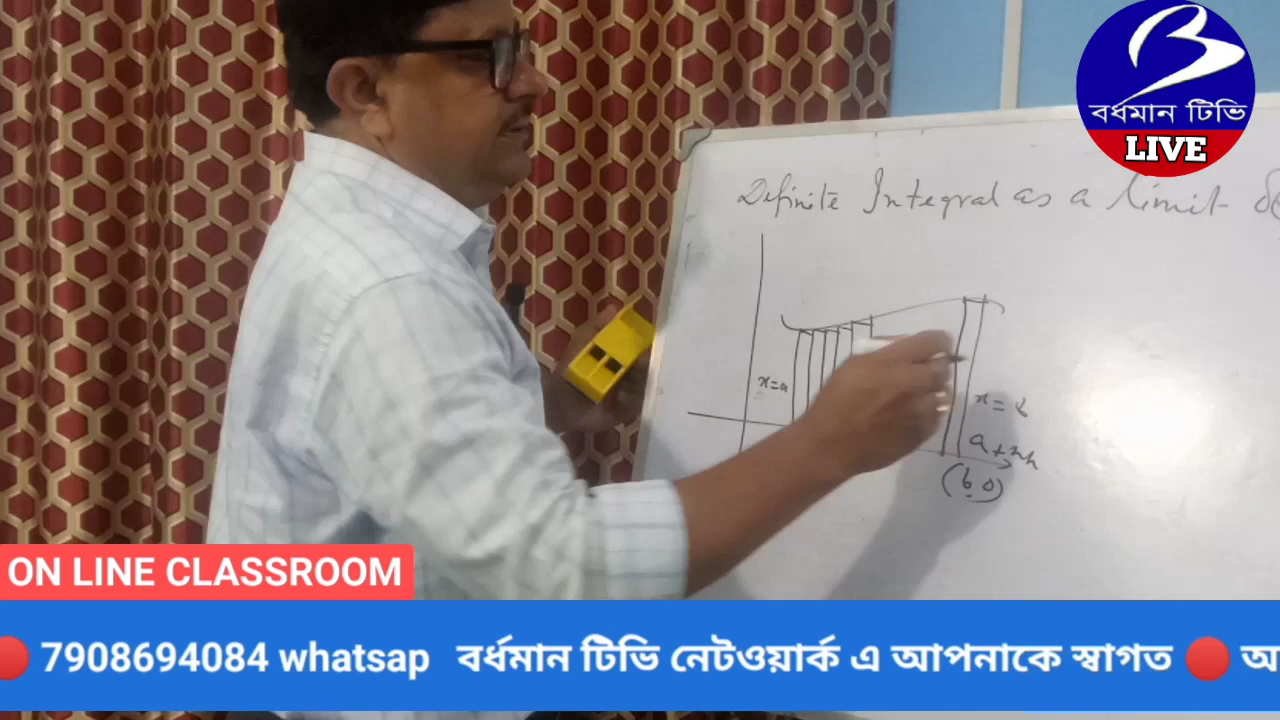 বর্ধমান টিভি
LIVE
Definite Integral as a limit
x=a
x=b
a+nh
(b,0)
ON LINE CLASSROOM
7908694084 whatsap বর্ধমান টিভি নেটওয়ার্ক এ আপনাকে স্বাগত